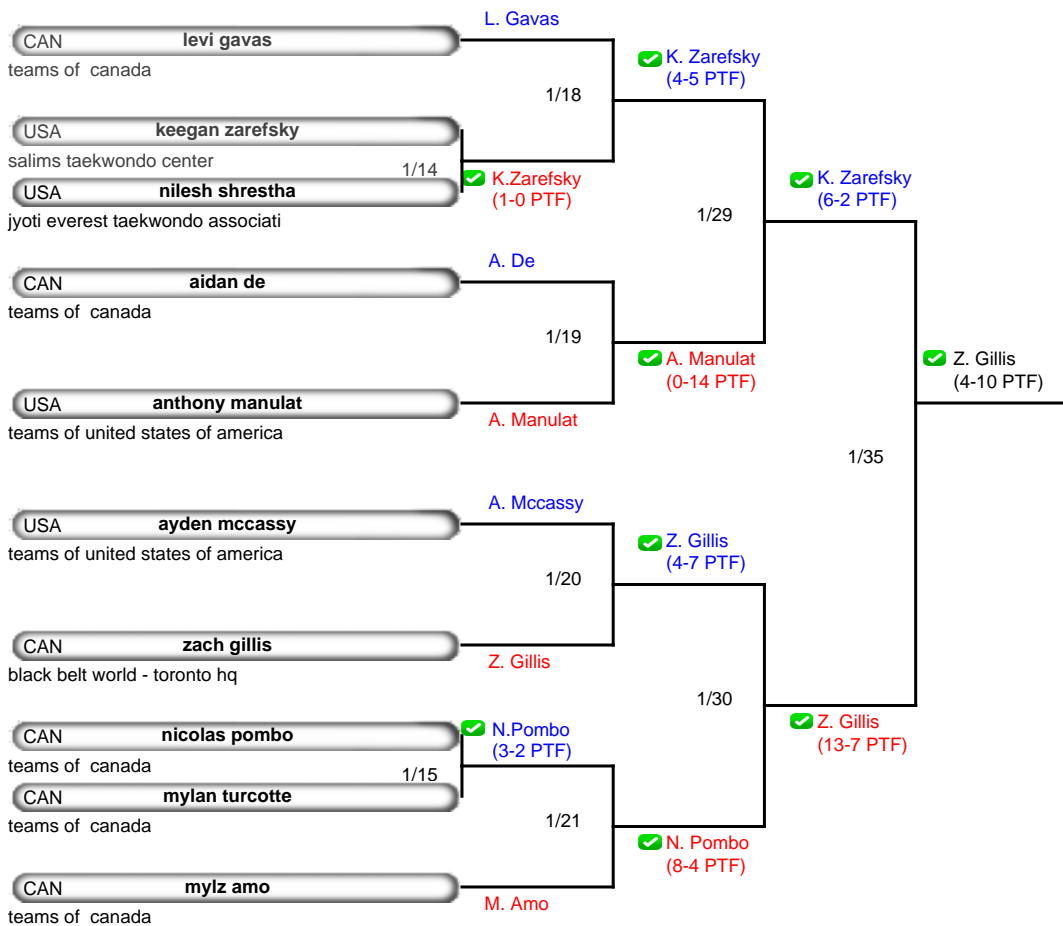 L. Gavas
CAN levi gavas
teams of  canada
K. Zarefsky
(4-5 PTF)
1/18
USA keegan zarefsky
salims taekwondo center
1/14
K.Zarefsky
(1-0 PTF)
USA nilesh shrestha
jyoti everest taekwondo associati
K. Zarefsky
(6-2 PTF)
1/29
A. De
CAN aidan de
teams of  canada
1/19
A. Manulat
(0-14 PTF)
USA anthony manulat
A. Manulat
teams of united states of america
Z. Gillis
(4-10 PTF)
1/35
A. Mccassy
USA ayden mccassy
teams of united states of america
Z. Gillis
(4-7 PTF)
1/20
CAN zach gillis
Z. Gillis
black belt world - toronto hq
1/30
Z. Gillis
(13-7 PTF)
CAN nicolas pombo
teams of  canada
N.Pombo
(3-2 PTF)
1/15
CAN mylan turcotte
teams of  canada
1/21
N. Pombo
(8-4 PTF)
CAN mylz amo
M. Amo
teams of  canada